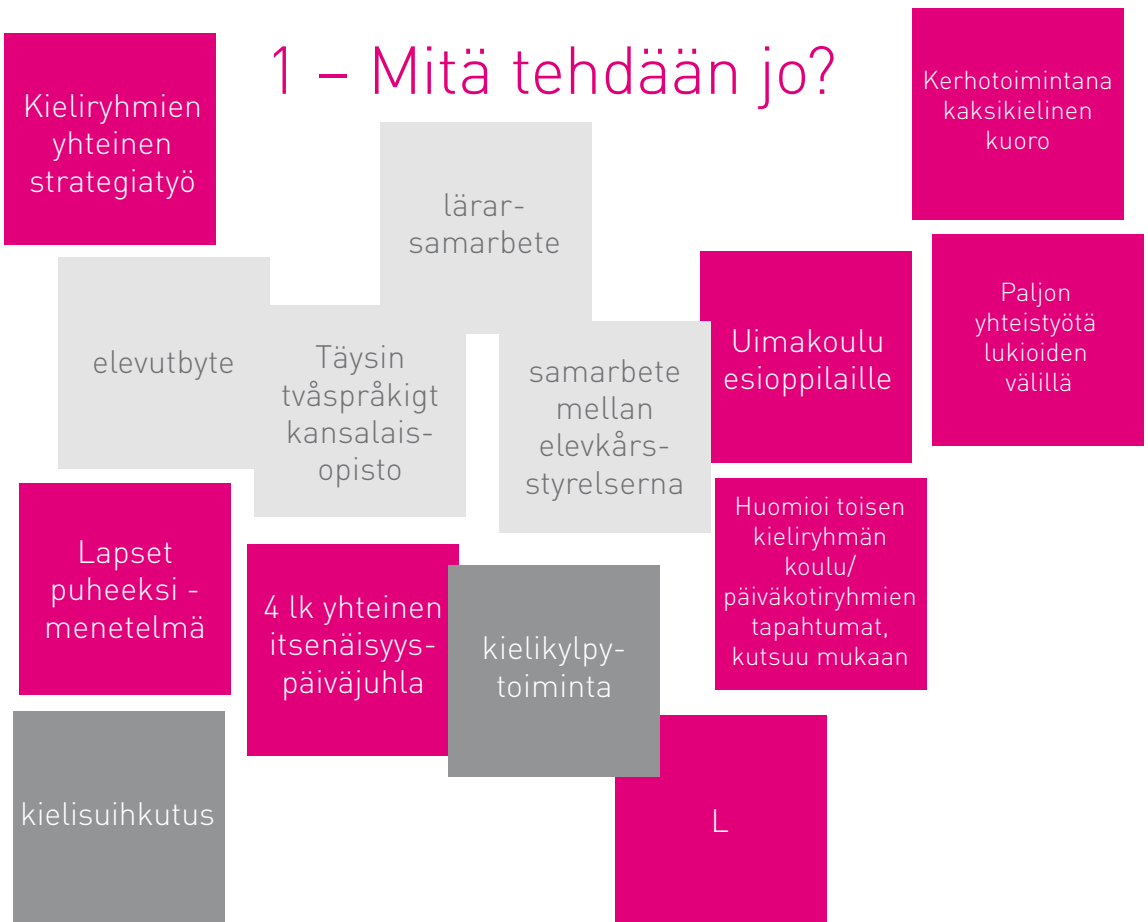 1 – Mitä tehdään jo?
Kieliryhmien
yhteinen
strategiatyö
Kerhotoimintana
kaksikielinen
kuoro
lärar-
samarbete
elevutbyte
Täysin
tvåspråkigt
kansalais-
opisto
samarbete
mellan
elevkårs-
styrelserna
Uimakoulu
esioppilaille
Paljon
yhteistyötä
lukioiden
välillä
Lapset
puheeksi -
menetelmä
4 lk yhteinen
itsenäisyys-
päiväjuhla
kielikylpy-
toiminta
Huomioi toisen
kieliryhmän
koulu/
päiväkotiryhmien
tapahtumat,
kutsuu mukaan
kielisuihkutus
L